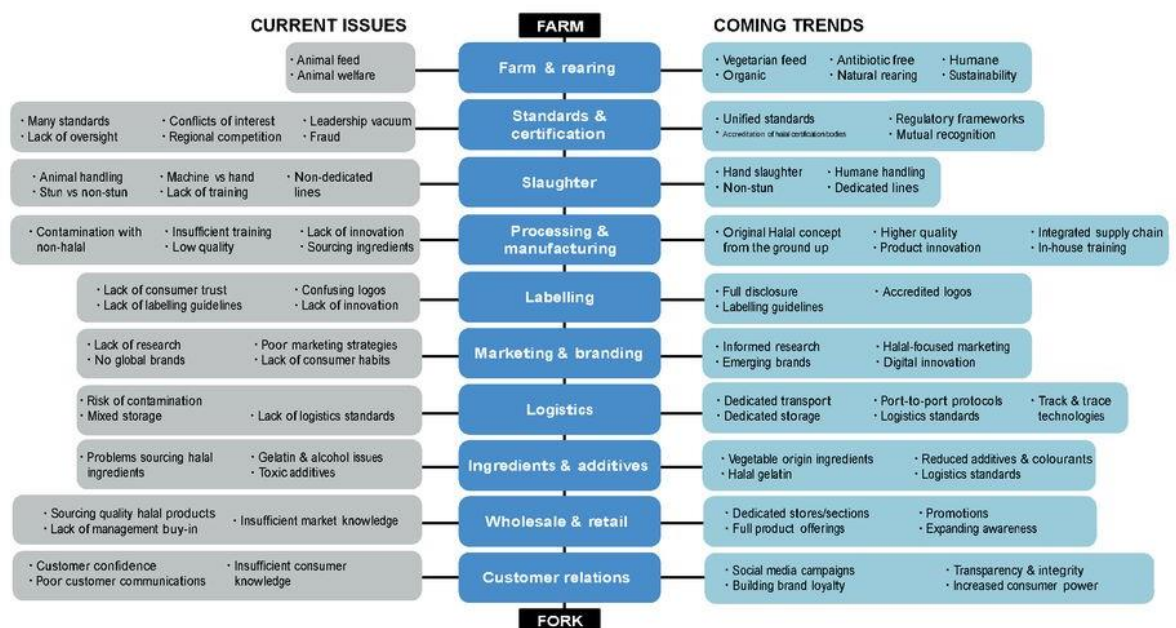 CURRENT ISSUES
FARM
COMING TRENDS
· Animal feed
· Animal welfare
Farm & rearing
· Vegetarian feed · Antibiotic free · Humane
· Organic · Natural rearing · Sustainability
· Many standards · Conflicts of interest · Leadership vacuum
· Lack of oversight · Regional competition · Fraud
Standards &
certification
· Unified standards · Regulatory frameworks
· Accreditation of halal certification bodies · Mutual recognition
· Animal handling · Machine vs hand · Non-dedicated
· Stun vs non-stun · Lack of training lines
Slaughter
· Hand slaughter · Humane handling
· Non-stun · Dedicated lines
· Contamination with · Insufficient training · Lack of innovation
non-halal · Low quality · Sourcing ingredients
Processing &
manufacturing
· Original Halal concept · Higher quality · Integrated supply chain
from the ground up · Product innovation · In-house training
· Lack of consumer trust · Confusing logos
· Lack of labelling guidelines · Lack of innovation
Labelling
· Full disclosure · Accredited logos
· Labelling guidelines
· Lack of research · Poor marketing strategies
· No global brands · Lack of consumer habits
Marketing & branding
· Informed research · Halal-focused marketing
· Emerging brands · Digital innovation
· Risk of contamination
· Mixed storage · Lack of logistics standards
Logistics
· Dedicated transport · Port-to-port protocols · Track & trace
· Dedicated storage · Logistics standards technologies
· Problems sourcing halal · Gelatin & alcohol issues
ingredients · Toxic additives
Ingredients & additives
· Vegetable origin ingredients · Reduced additives & colourants
· Halal gelatin · Logistics standards
· Sourcing quality halal products · Insufficient market knowledge
· Lack of management buy-in
Wholesale & retail
· Dedicated stores/sections · Promotions
· Full product offerings · Expanding awareness
· Customer confidence · Insufficient consumer
· Poor customer communications knowledge
Customer relations
· Social media campaigns · Transparency & integrity
· Building brand loyalty · Increased consumer power
FORK